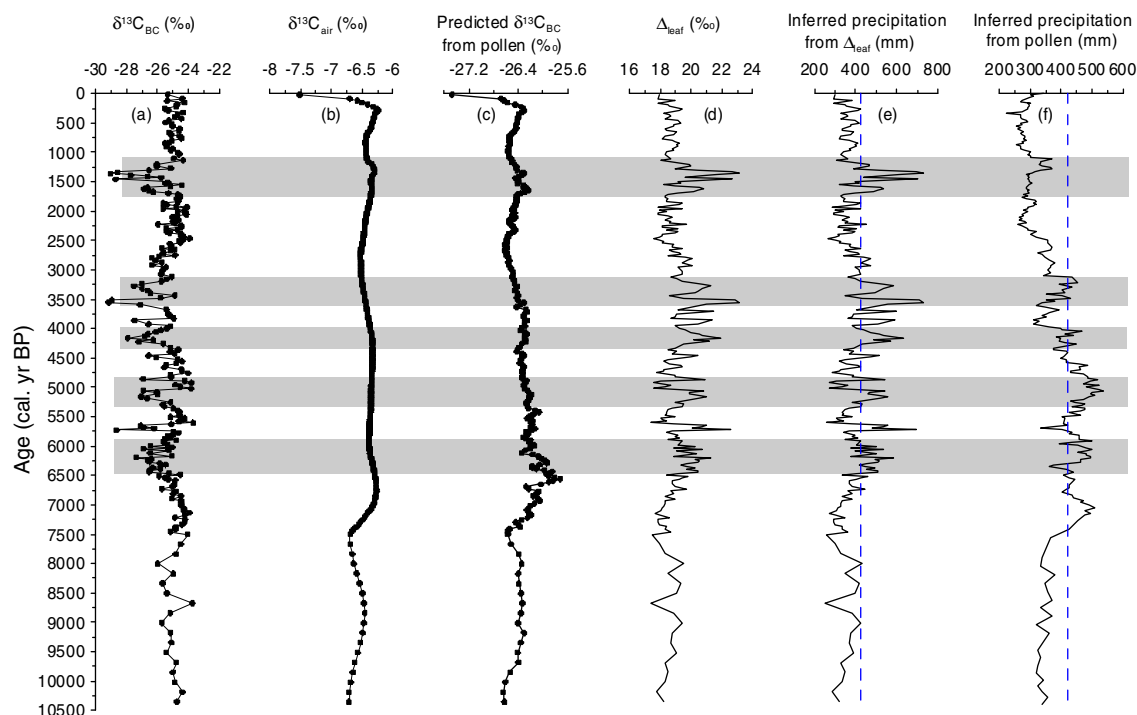 δ¹³C_BC (‰)
δ¹³C_air (‰)
Predicted δ¹³C_BC
from pollen (‰)
Δ_leaf (‰)
Inferred precipitation
from Δ_leaf (mm)
Inferred precipitation
from pollen (mm)
-30 -28 -26 -24 -22
-8 -7.5 -7 -6.5 -6
-27.2 -26.4 -25.6
16 18 20 22 24
200 400 600 800
200 300 400 500 600
(a) (b) (c) (d) (e) (f)
Age (cal. yr BP)
0
500
1000
1500
2000
2500
3000
3500
4000
4500
5000
5500
6000
6500
7000
7500
8000
8500
9000
9500
10000
10500